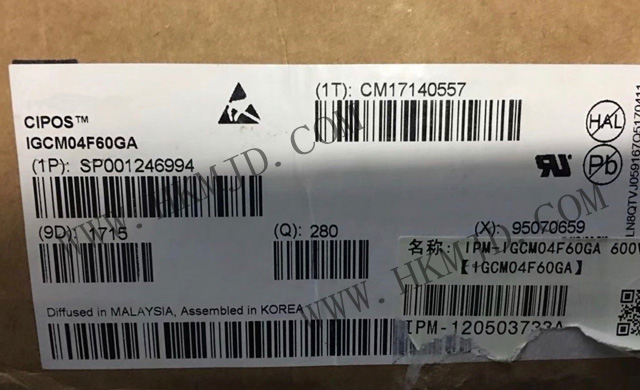 CIPOS™
IGCM04F60GA
(1P): SP001246994
(1T): CM17140557
HAL
Pb
(9D): 1715
(Q): 280
(X): 95070659
名称: IPM-IGCM04F60GA 600V
【IGCM04F60GA】
Diffused in MALAYSIA, Assembled in KOREA
IPM-120503733A
WWW.HKMJD.COM
WWW.HKMJD.COM